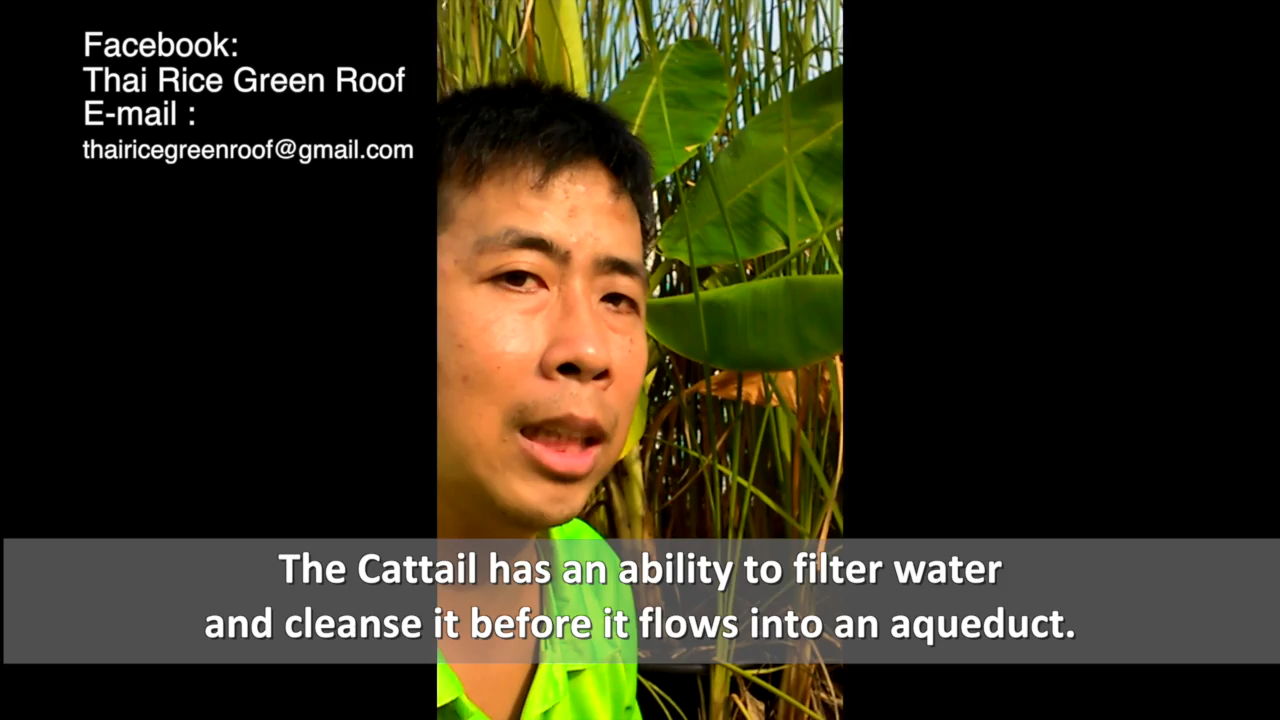 Facebook:
Thai Rice Green Roof
E-mail :
thairicegreenroof@gmail.com
The Cattail has an ability to filter water
and cleanse it before it flows into an aqueduct.